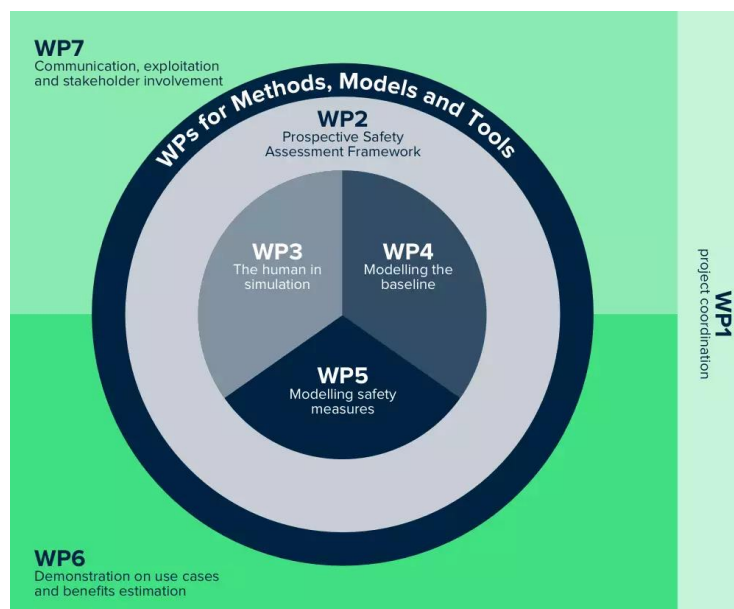 WP7
Communication, exploitation
and stakeholder involvement
WPs for Methods, Models and Tools
WP2
Prospective Safety
Assessment Framework
WP3
The human in
simulation
WP4
Modelling the
baseline
WP5
Modelling safety
measures
WP6
Demonstration on use cases
and benefits estimation
WP1
project coordination